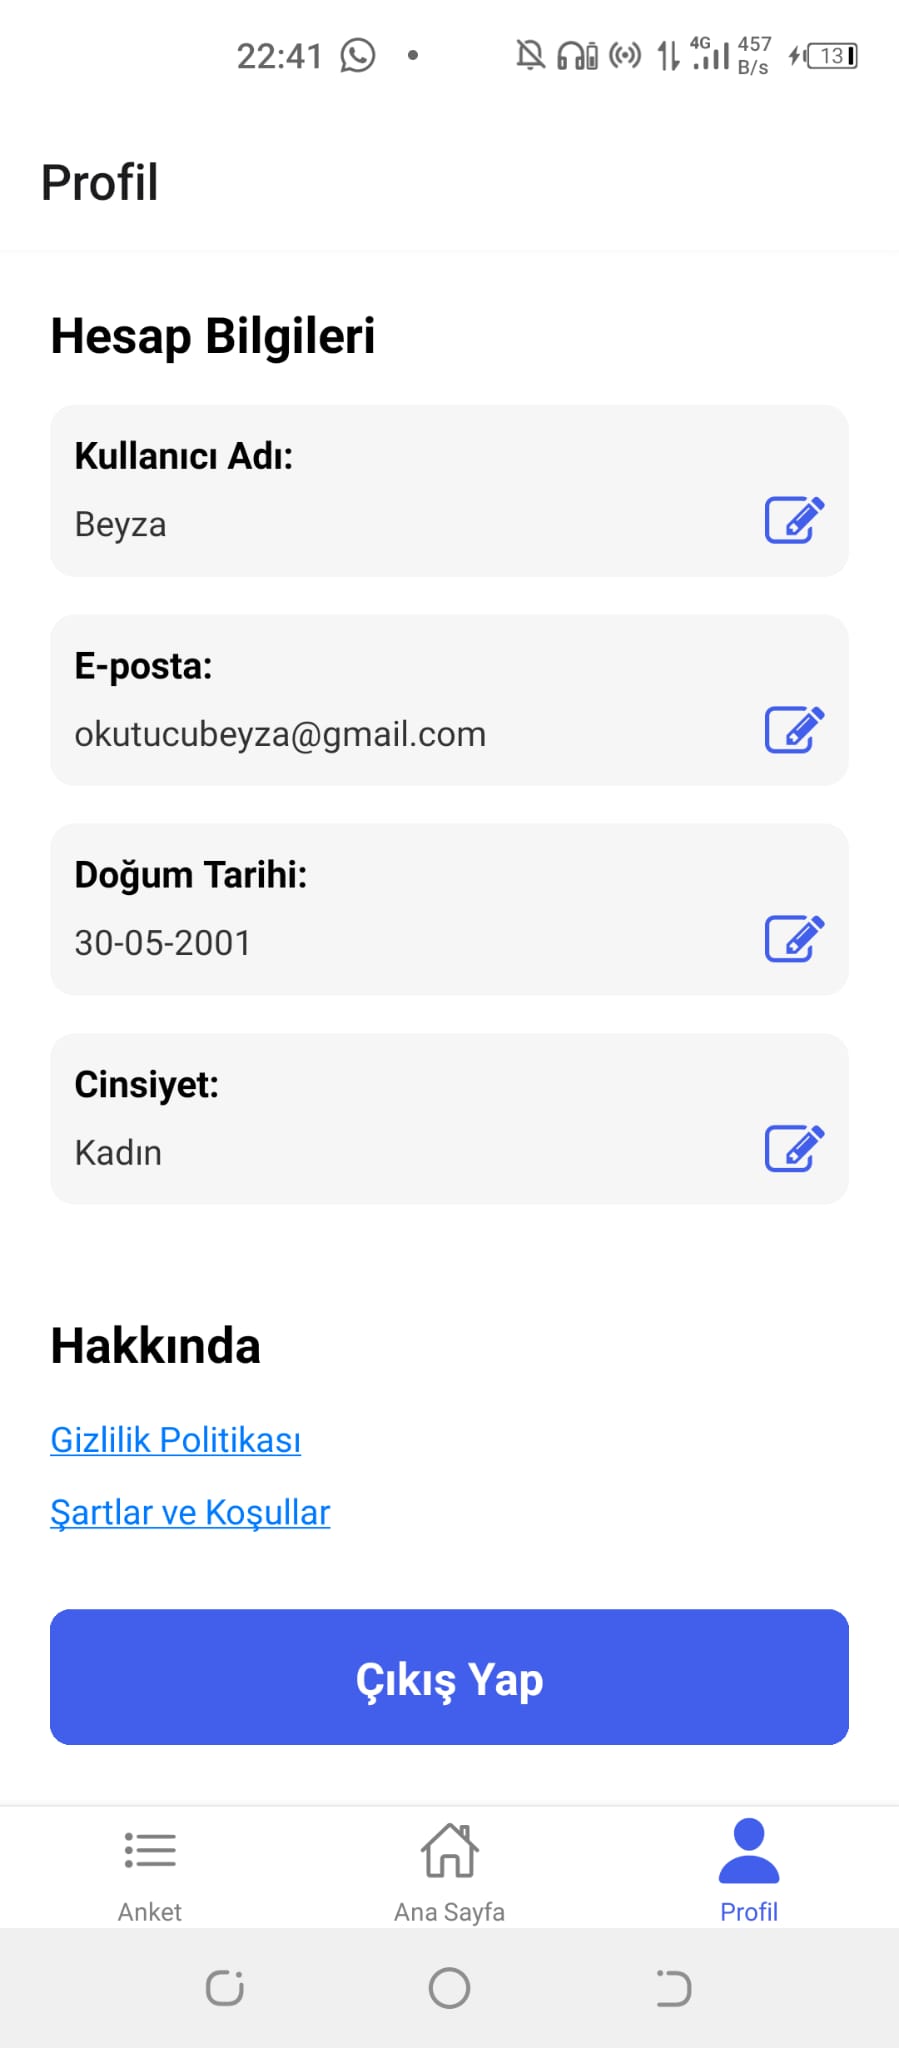 22:41
4G 457 B/s 13
Profil
Hesap Bilgileri
Kullanıcı Adı:
Beyza
E-posta:
okutucubeyza@gmail.com
Doğum Tarihi:
30-05-2001
Cinsiyet:
Kadın
Hakkında
Gizlilik Politikası
Şartlar ve Koşullar
Çıkış Yap
Anket Ana Sayfa Profil